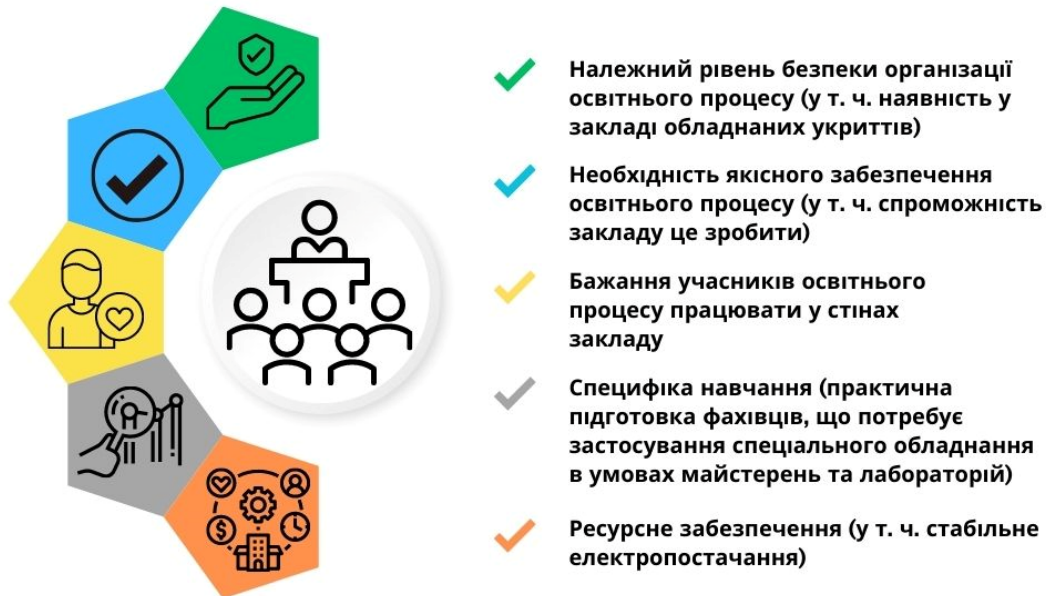 Належний рівень безпеки організації
освітнього процесу (у т. ч. наявність у
закладі обладнаних укриттів)
Необхідність якісного забезпечення
освітнього процесу (у т. ч. спроможність
закладу це зробити)
Бажання учасників освітнього
процесу працювати у стінах
закладу
Специфіка навчання (практична
підготовка фахівців, що потребує
застосування спеціального обладнання
в умовах майстерень та лабораторій)
Ресурсне забезпечення (у т. ч. стабільне
електропостачання)